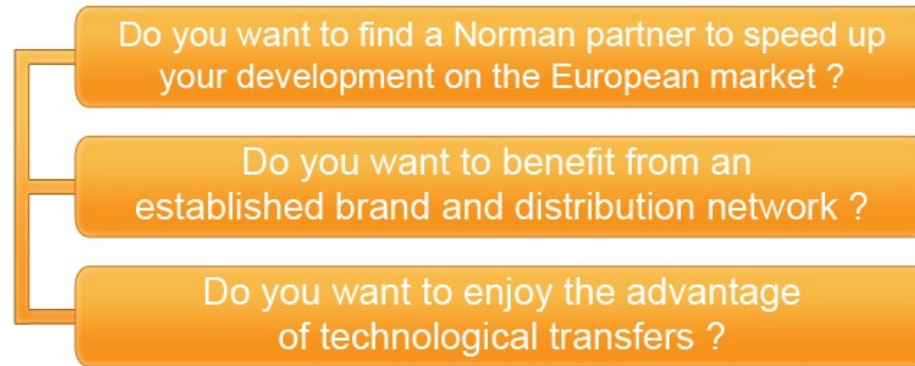 Do you want to find a Norman partner to speed up
your development on the European market ?
Do you want to benefit from an
established brand and distribution network ?
Do you want to enjoy the advantage
of technological transfers ?